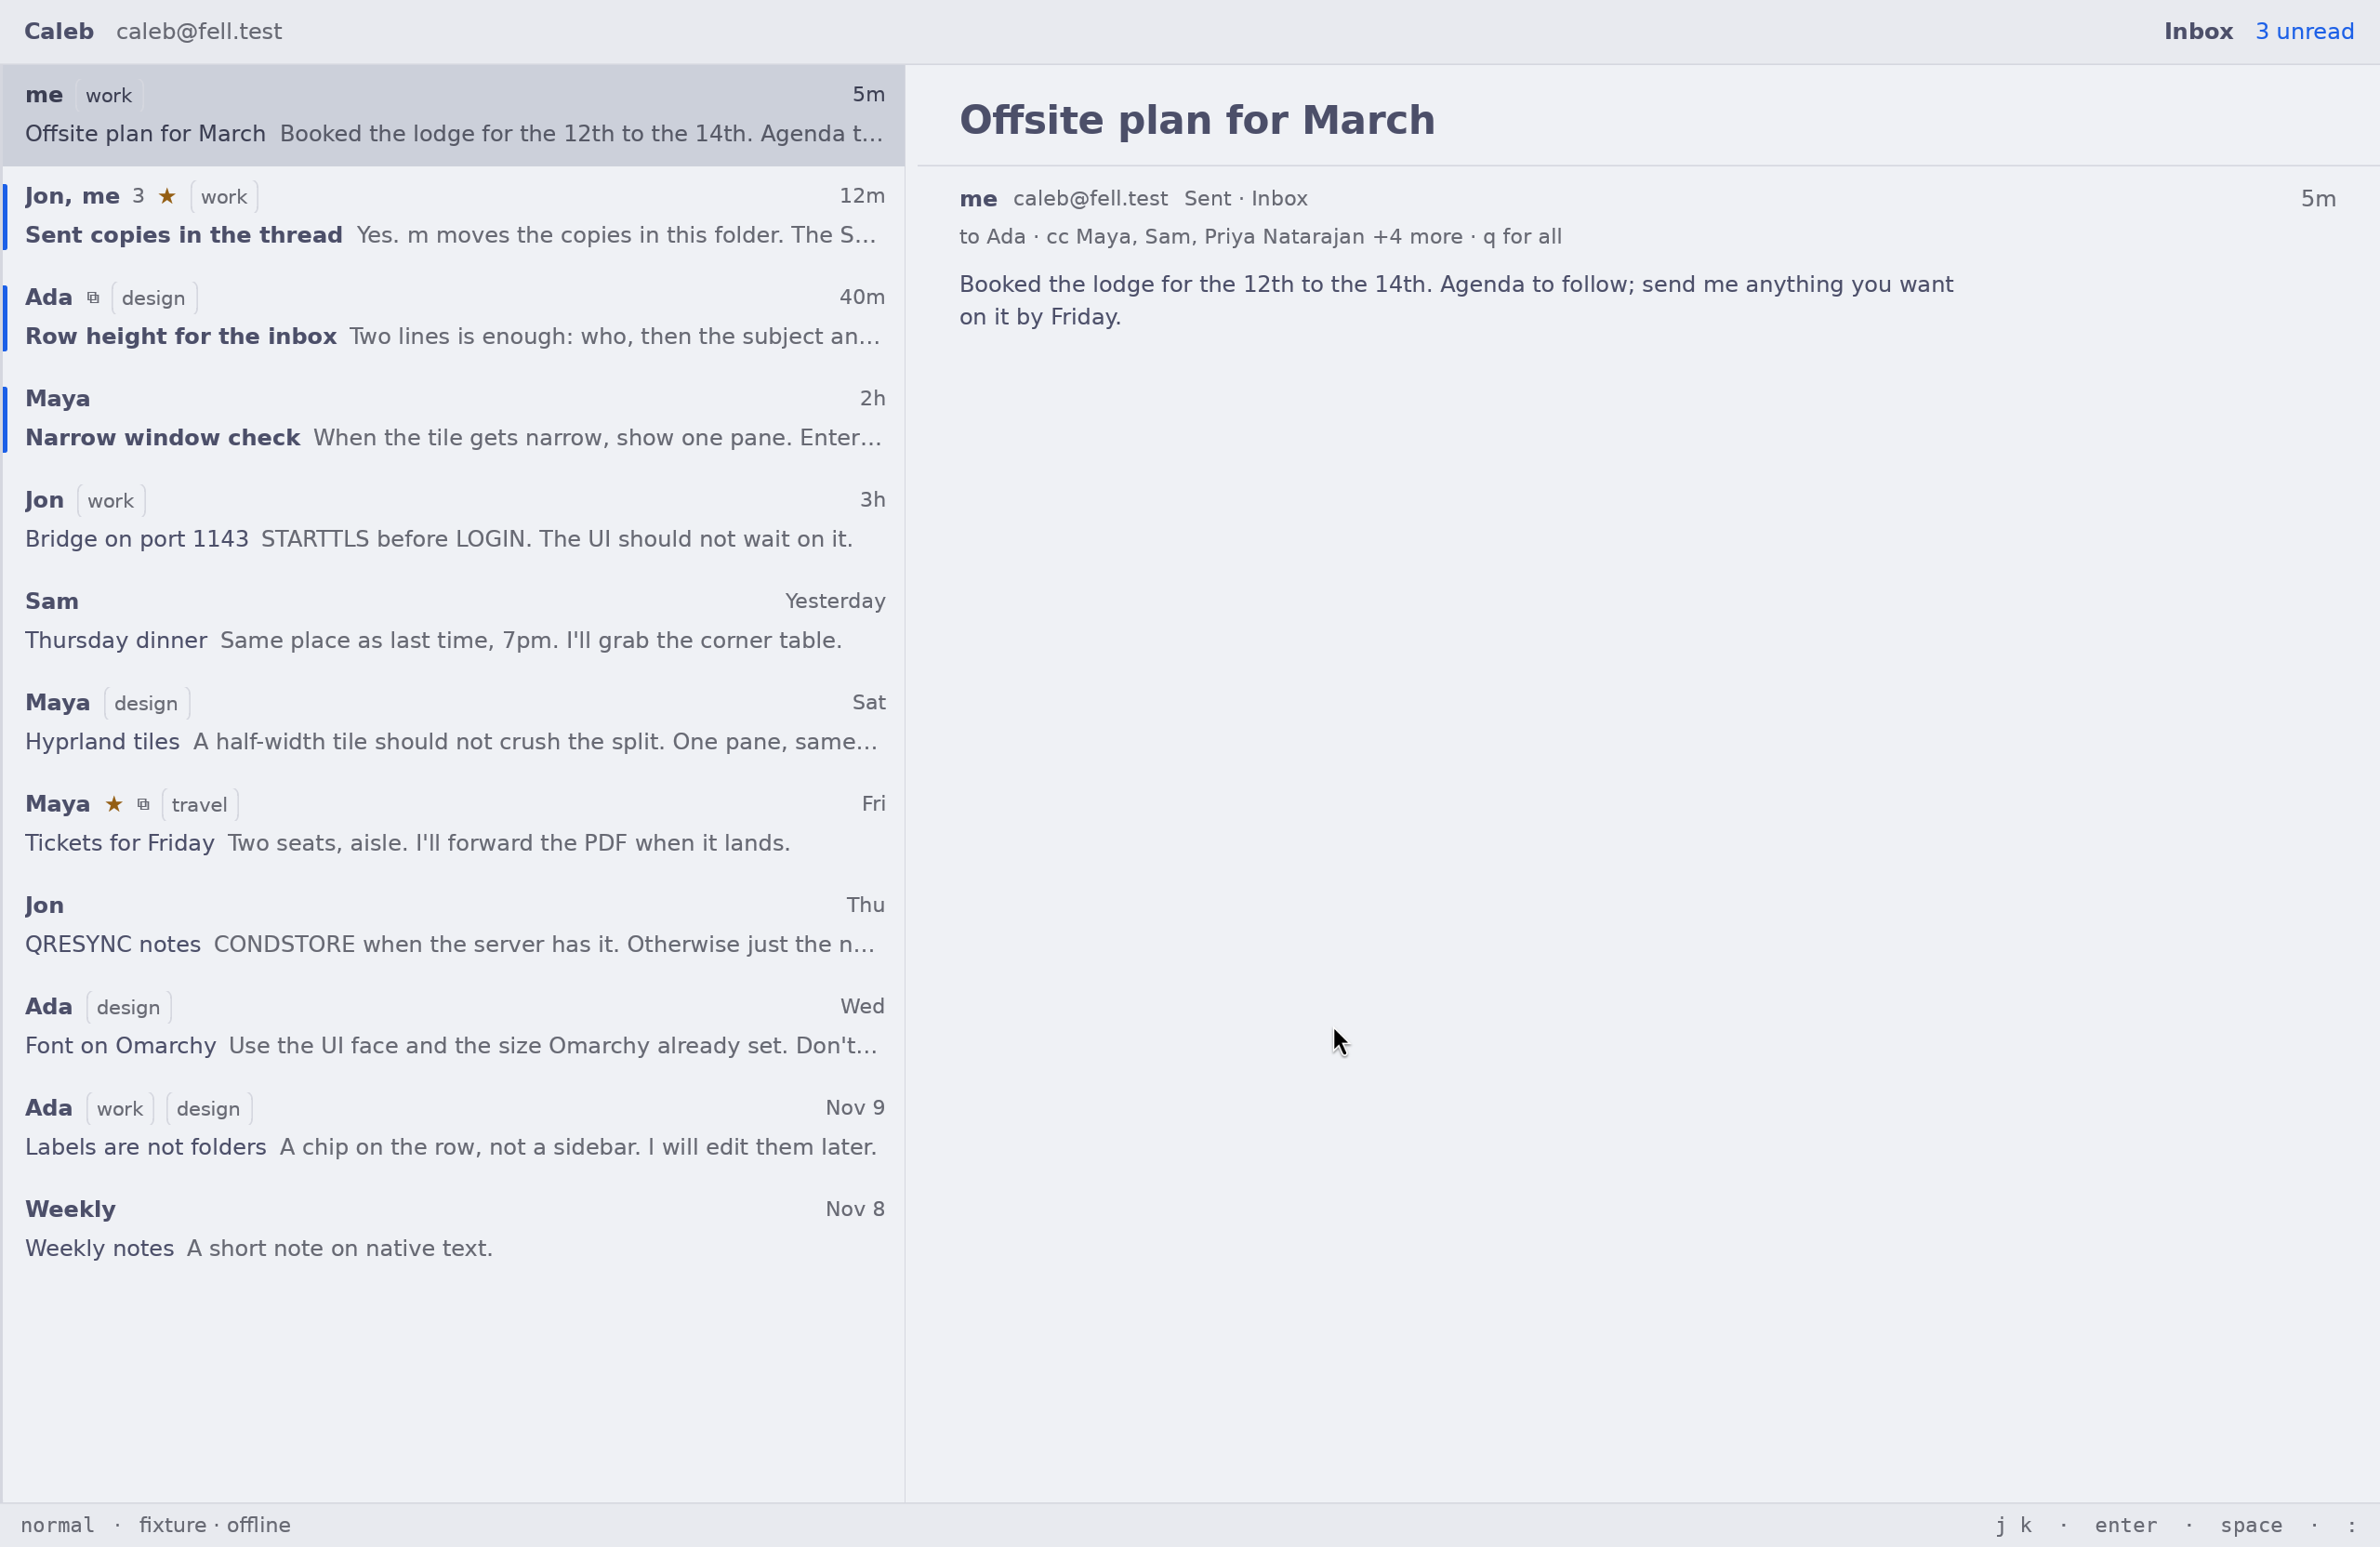 Caleb caleb@fell.test Inbox 3 unread
me work 5m
Offsite plan for March Booked the lodge for the 12th to the 14th. Agenda t…
Jon, me 3 ★ work 12m
Sent copies in the thread Yes. m moves the copies in this folder. The S…
Ada ⧉ design 40m
Row height for the inbox Two lines is enough: who, then the subject an…
Maya 2h
Narrow window check When the tile gets narrow, show one pane. Enter…
Jon work 3h
Bridge on port 1143 STARTTLS before LOGIN. The UI should not wait on it.
Sam Yesterday
Thursday dinner Same place as last time, 7pm. I'll grab the corner table.
Maya design Sat
Hyprland tiles A half-width tile should not crush the split. One pane, same…
Maya ★ ⧉ travel Fri
Tickets for Friday Two seats, aisle. I'll forward the PDF when it lands.
Jon Thu
QRESYNC notes CONDSTORE when the server has it. Otherwise just the n…
Ada design Wed
Font on Omarchy Use the UI face and the size Omarchy already set. Don't…
Ada work design Nov 9
Labels are not folders A chip on the row, not a sidebar. I will edit them later.
Weekly Nov 8
Weekly notes A short note on native text.
Offsite plan for March
me caleb@fell.test Sent · Inbox 5m
to Ada · cc Maya, Sam, Priya Natarajan +4 more · q for all
Booked the lodge for the 12th to the 14th. Agenda to follow; send me anything you want
on it by Friday.
normal · fixture · offline j k · enter · space · :